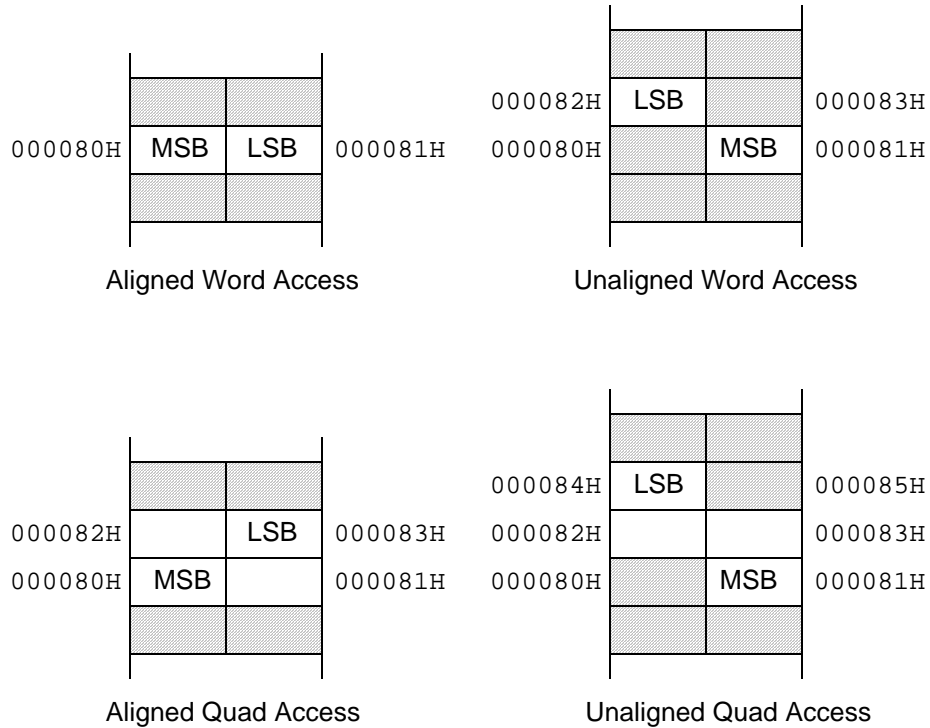 000080H MSB LSB 000081H
Aligned Word Access
000082H LSB 000083H
000080H MSB 000081H
Unaligned Word Access
000082H LSB 000083H
000080H MSB 000081H
Aligned Quad Access
000084H LSB 000085H
000082H 000083H
000080H MSB 000081H
Unaligned Quad Access